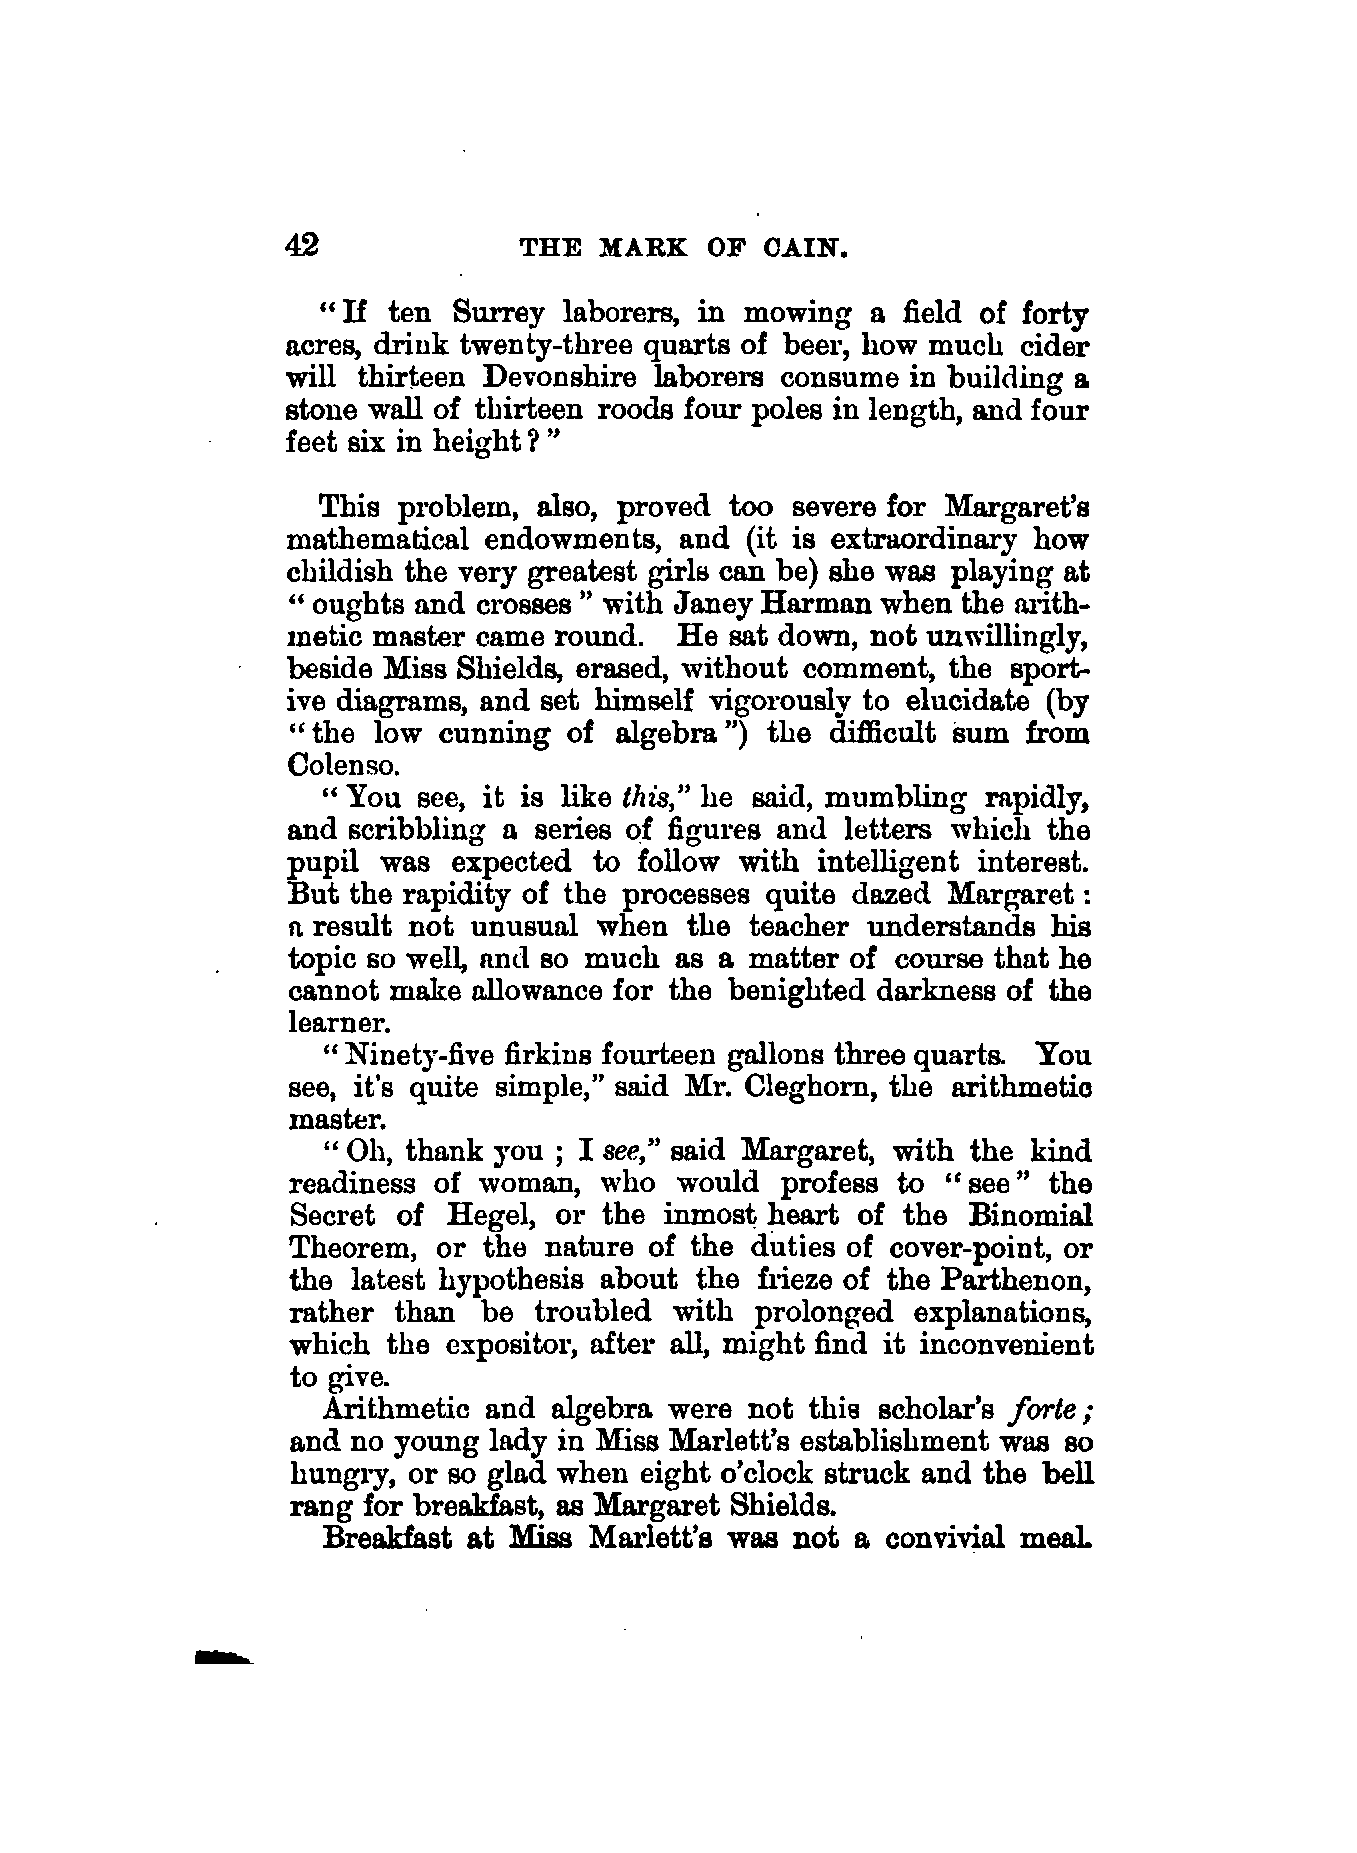 42 THE MARK OF CAIN.
“If ten Surrey laborers, in mowing a field of forty
acres, drink twenty-three quarts of beer, how much cider
will thirteen Devonshire laborers consume in building a
stone wall of thirteen roods four poles in length, and four
feet six in height?”
This problem, also, proved too severe for Margaret’s
mathematical endowments, and (it is extraordinary how
childish the very greatest girls can be) she was playing at
“oughts and crosses” with Janey Harman when the arith-
metic master came round. He sat down, not unwillingly,
beside Miss Shields, erased, without comment, the sport-
ive diagrams, and set himself vigorously to elucidate (by
“the low cunning of algebra”) the difficult sum from
Colenso.
“You see, it is like this,” he said, mumbling rapidly,
and scribbling a series of figures and letters which the
pupil was expected to follow with intelligent interest.
But the rapidity of the processes quite dazed Margaret:
a result not unusual when the teacher understands his
topic so well, and so much as a matter of course that he
cannot make allowance for the benighted darkness of the
learner.
“Ninety-five firkins fourteen gallons three quarts. You
see, it’s quite simple,” said Mr. Cleghorn, the arithmetic
master.
“Oh, thank you; I see,” said Margaret, with the kind
readiness of woman, who would profess to “see” the
Secret of Hegel, or the inmost heart of the Binomial
Theorem, or the nature of the duties of cover-point, or
the latest hypothesis about the frieze of the Parthenon,
rather than be troubled with prolonged explanations,
which the expositor, after all, might find it inconvenient
to give.
Arithmetic and algebra were not this scholar’s forte;
and no young lady in Miss Marlett’s establishment was so
hungry, or so glad when eight o’clock struck and the bell
rang for breakfast, as Margaret Shields.
Breakfast at Miss Marlett’s was not a convivial meal.